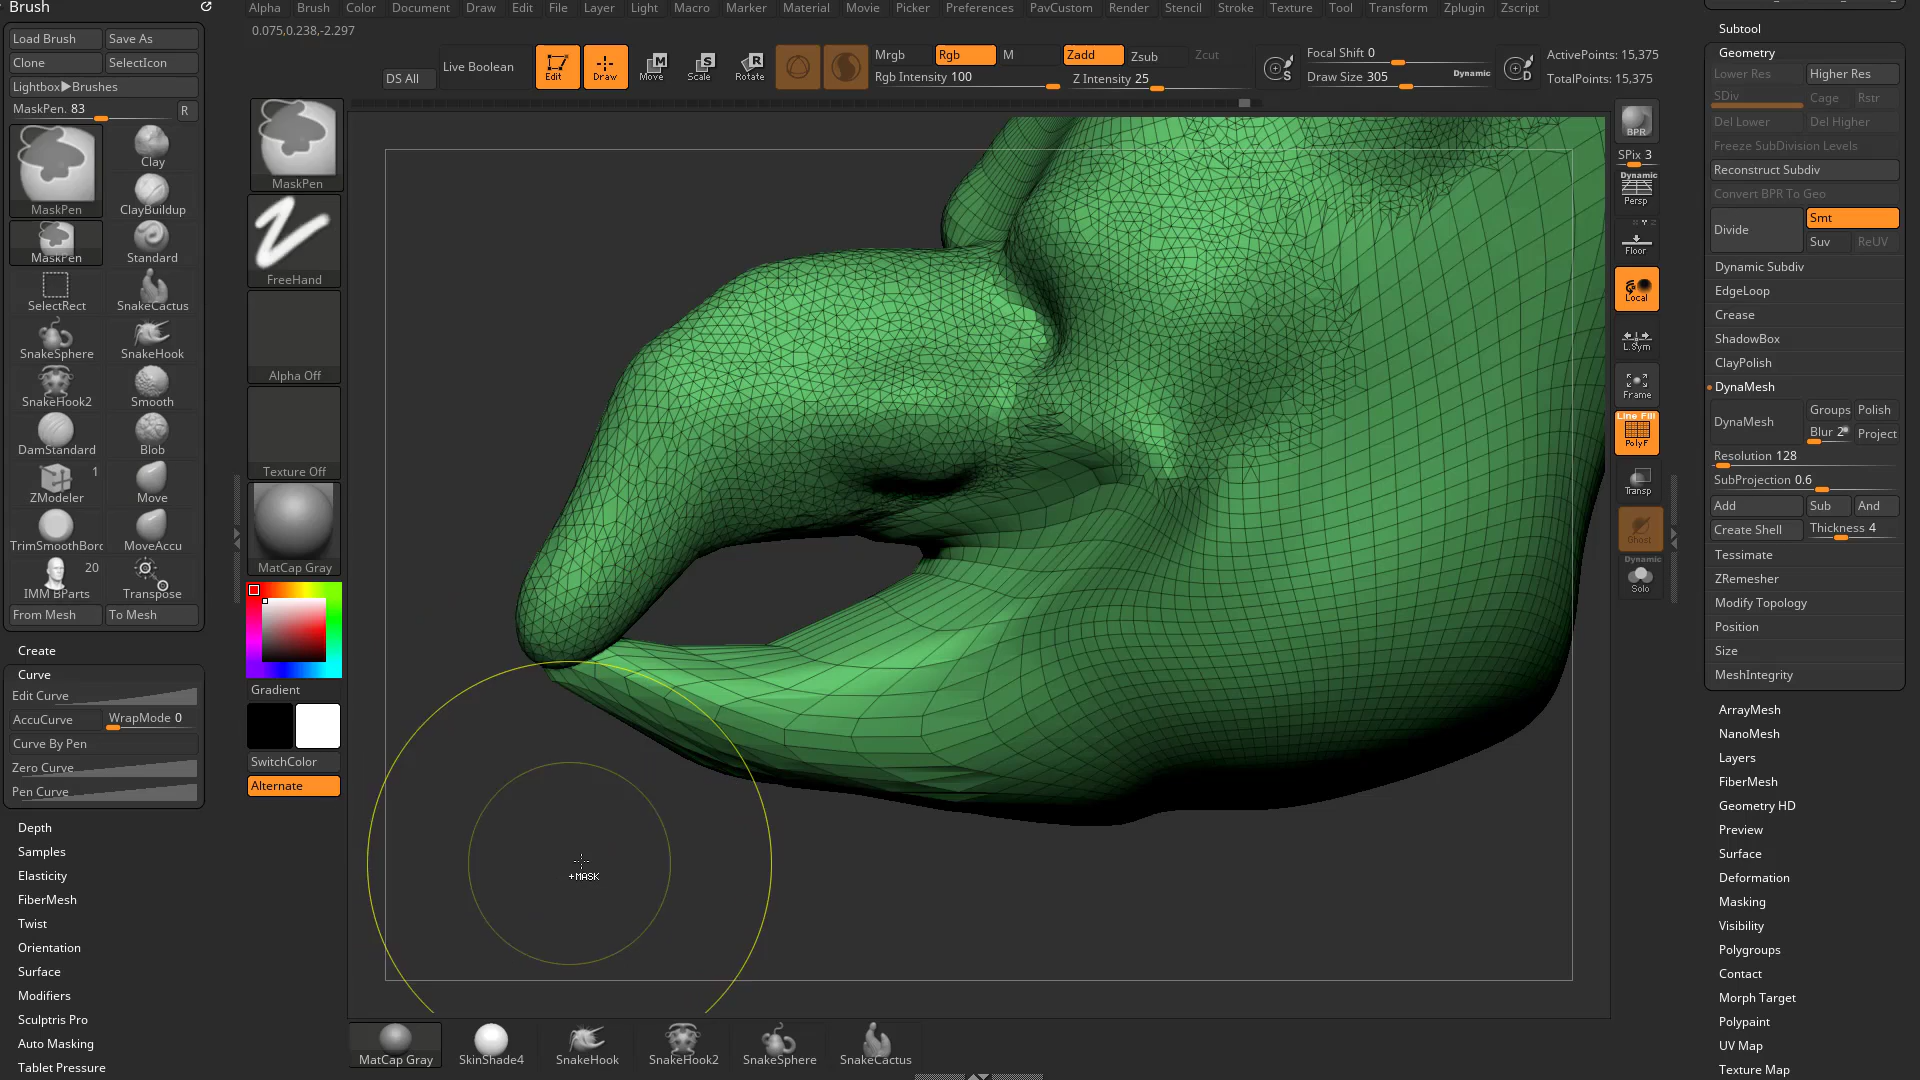 Brush
Load Brush Save As
Clone SelectIcon
Lightbox▶Brushes
MaskPen. 83 R
MaskPen Clay
ClayBuildup
MaskPen Standard
SelectRect SnakeCactus
SnakeSphere SnakeHook
SnakeHook2 Smooth
DamStandard Blob
ZModeler 1 Move
TrimSmoothBorc MoveAccu
IMM BParts 20 Transpose
From Mesh To Mesh
Create
Curve
Edit Curve
AccuCurve WrapMode 0
Curve By Pen
Zero Curve
Pen Curve
Depth
Samples
Elasticity
FiberMesh
Twist
Orientation
Surface
Modifiers
Sculptris Pro
Auto Masking
Tablet Pressure
Alpha Brush Color Document Draw Edit File Layer Light Macro Marker Material Movie Picker Preferences PavCustom Render Stencil Stroke Texture Tool Transform Zplugin Zscript
0.075,0.238,-2.297
DS All
Live Boolean
Edit Draw Move Scale Rotate
Mrgb Rgb M
Rgb Intensity 100
Zadd Zsub Zcut
Z Intensity 25
S
Focal Shift 0
Draw Size 305 Dynamic
D
ActivePoints: 15,375
TotalPoints: 15,375
MaskPen
FreeHand
Alpha Off
Texture Off
MatCap Gray
Gradient
SwitchColor
Alternate
+MASK
MatCap Gray SkinShade4 SnakeHook SnakeHook2 SnakeSphere SnakeCactus
BPR
SPix 3
Dynamic
Persp
Floor
Local
L.Sym
Frame
Line Fill
PolyF
Transp
Ghost
Dynamic
Solo
Subtool
Geometry
Lower Res Higher Res
SDiv Cage Rstr
Del Lower Del Higher
Freeze SubDivision Levels
Reconstruct Subdiv
Convert BPR To Geo
Divide Smt
Suv ReUV
Dynamic Subdiv
EdgeLoop
Crease
ShadowBox
ClayPolish
DynaMesh
DynaMesh Groups Polish
Blur 2 Project
Resolution 128
SubProjection 0.6
Add Sub And
Create Shell Thickness 4
Tessimate
ZRemesher
Modify Topology
Position
Size
MeshIntegrity
ArrayMesh
NanoMesh
Layers
FiberMesh
Geometry HD
Preview
Surface
Deformation
Masking
Visibility
Polygroups
Contact
Morph Target
Polypaint
UV Map
Texture Map